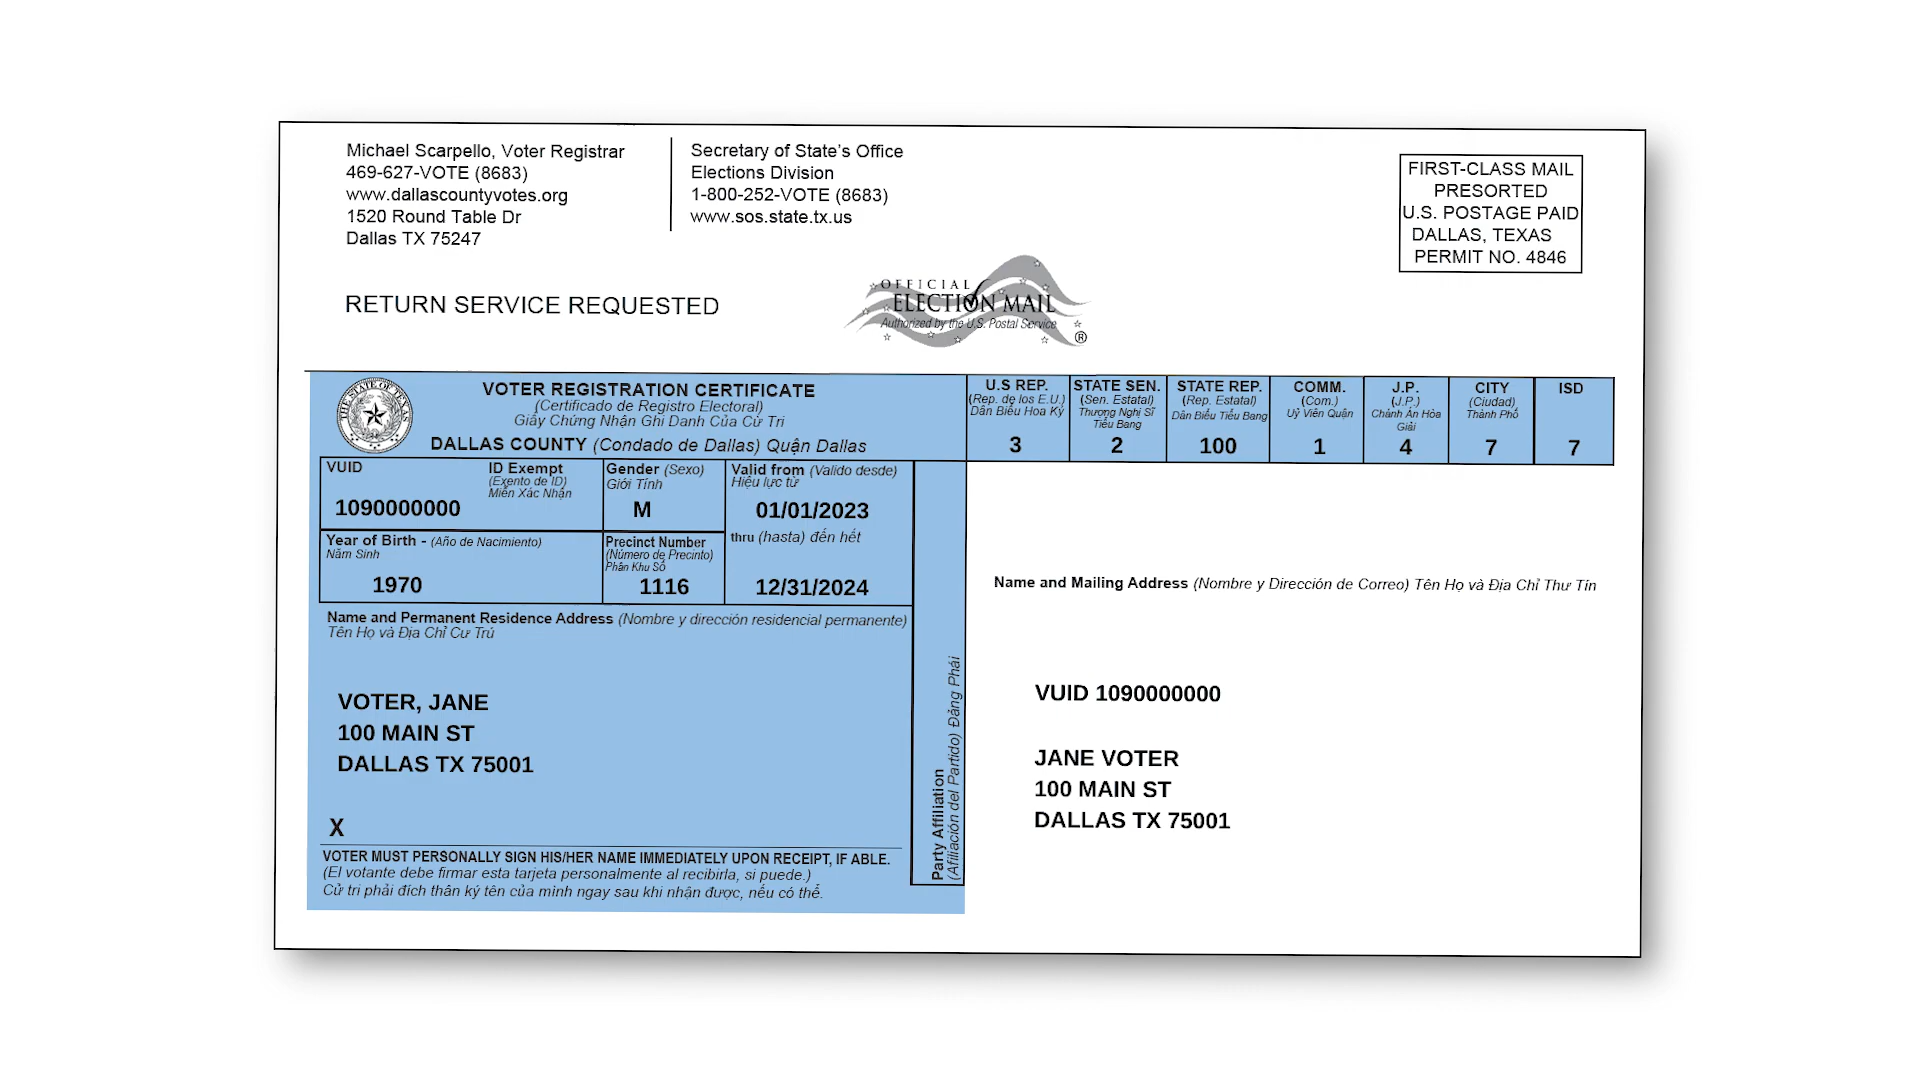 Michael Scarpello, Voter Registrar
469-627-VOTE (8683)
www.dallascountyvotes.org
1520 Round Table Dr
Dallas TX 75247
Secretary of State's Office
Elections Division
1-800-252-VOTE (8683)
www.sos.state.tx.us
FIRST-CLASS MAIL
PRESORTED
U.S. POSTAGE PAID
DALLAS, TEXAS
PERMIT NO. 4846
RETURN SERVICE REQUESTED
OFFICIAL
ELECTION MAIL
Authorized by the U.S. Postal Service
®
THE STATE OF TEXAS
VOTER REGISTRATION CERTIFICATE
(Certificado de Registro Electoral)
Giấy Chứng Nhận Ghi Danh Của Cử Tri
DALLAS COUNTY (Condado de Dallas) Quận Dallas
U.S REP.
(Rep. de los E.U.)
Dân Biểu Hoa Kỳ
3
STATE SEN.
(Sen. Estatal)
Thượng Nghị Sĩ
Tiểu Bang
2
STATE REP.
(Rep. Estatal)
Dân Biểu Tiểu Bang
100
COMM.
(Com.)
Uỷ Viên Quận
1
J.P.
(J.P.)
Chánh Án Hòa
Giải
4
CITY
(Ciudad)
Thành Phố
7
ISD
7
VUID
1090000000
ID Exempt
(Exento de ID)
Miễn Xác Nhận
Gender (Sexo)
Giới Tính
M
Valid from (Valido desde)
Hiệu lực từ
01/01/2023
thru (hasta) đến hết
12/31/2024
Year of Birth - (Año de Nacimiento)
Năm Sinh
1970
Precinct Number
(Número de Precinto)
Phân Khu Số
1116
Name and Permanent Residence Address (Nombre y dirección residencial permanente)
Tên Họ và Địa Chỉ Cư Trú
VOTER, JANE
100 MAIN ST
DALLAS TX 75001
X
VOTER MUST PERSONALLY SIGN HIS/HER NAME IMMEDIATELY UPON RECEIPT, IF ABLE.
(El votante debe firmar esta tarjeta personalmente al recibirla, si puede.)
Cử tri phải đích thân ký tên của mình ngay sau khi nhận được, nếu có thể.
Party Affiliation
(Afiliación del Partido) Đảng Phái
Name and Mailing Address (Nombre y Dirección de Correo) Tên Họ và Địa Chỉ Thư Tín
VUID 1090000000
JANE VOTER
100 MAIN ST
DALLAS TX 75001